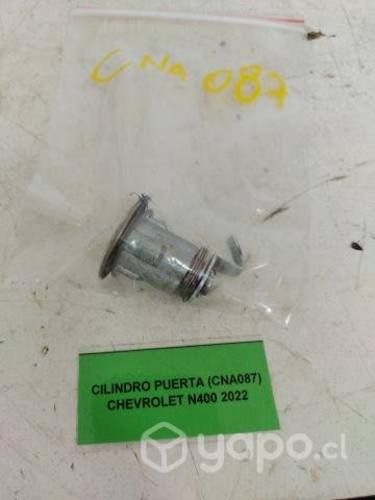 CNA 087
CILINDRO PUERTA (CNA087)
CHEVROLET N400 2022
yapo.cl